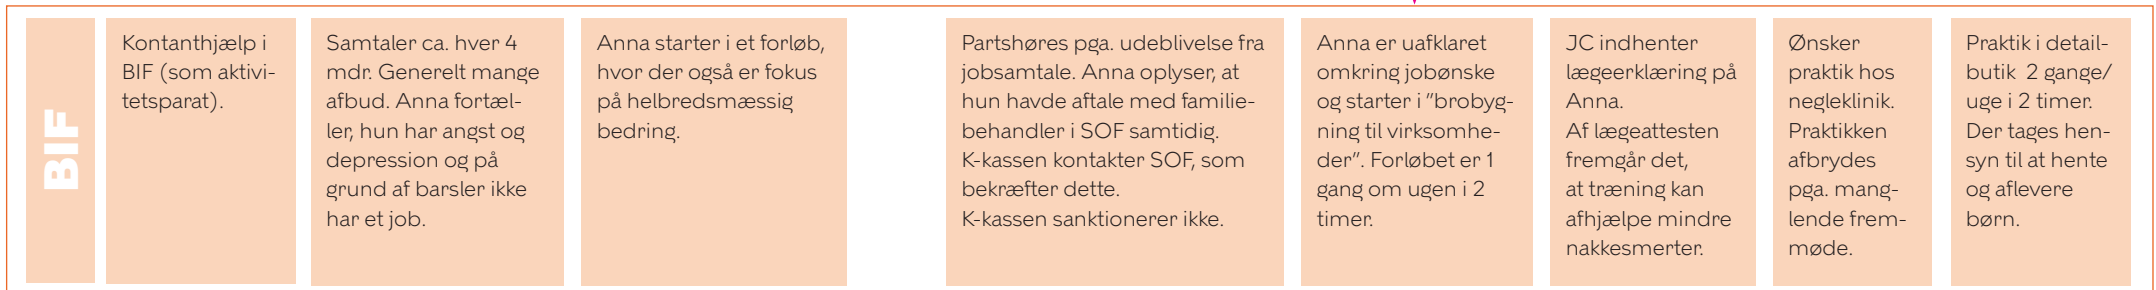 BIF
Kontanthjælp i
BIF (som aktivi-
tetsparat).
Samtaler ca. hver 4
mdr. Generelt mange
afbud. Anna fortæl-
ler, hun har angst og
depression og på
grund af barsler ikke
har et job.
Anna starter i et forløb,
hvor der også er fokus
på helbredsmæssig
bedring.
Partshøres pga. udeblivelse fra
jobsamtale. Anna oplyser, at
hun havde aftale med familie-
behandler i SOF samtidig.
K-kassen kontakter SOF, som
bekræfter dette.
K-kassen sanktionerer ikke.
Anna er uafklaret
omkring jobønske
og starter i "brobyg-
ning til virksomhe-
der". Forløbet er 1
gang om ugen i 2
timer.
JC indhenter
lægeerklæring på
Anna.
Af lægeattesten
fremgår det,
at træning kan
afhjælpe mindre
nakkesmerter.
Ønsker
praktik hos
negleklinik.
Praktikken
afbrydes
pga. mang-
lende frem-
møde.
Praktik i detail-
butik 2 gange/
uge i 2 timer.
Der tages hen-
syn til at hente
og aflevere
børn.